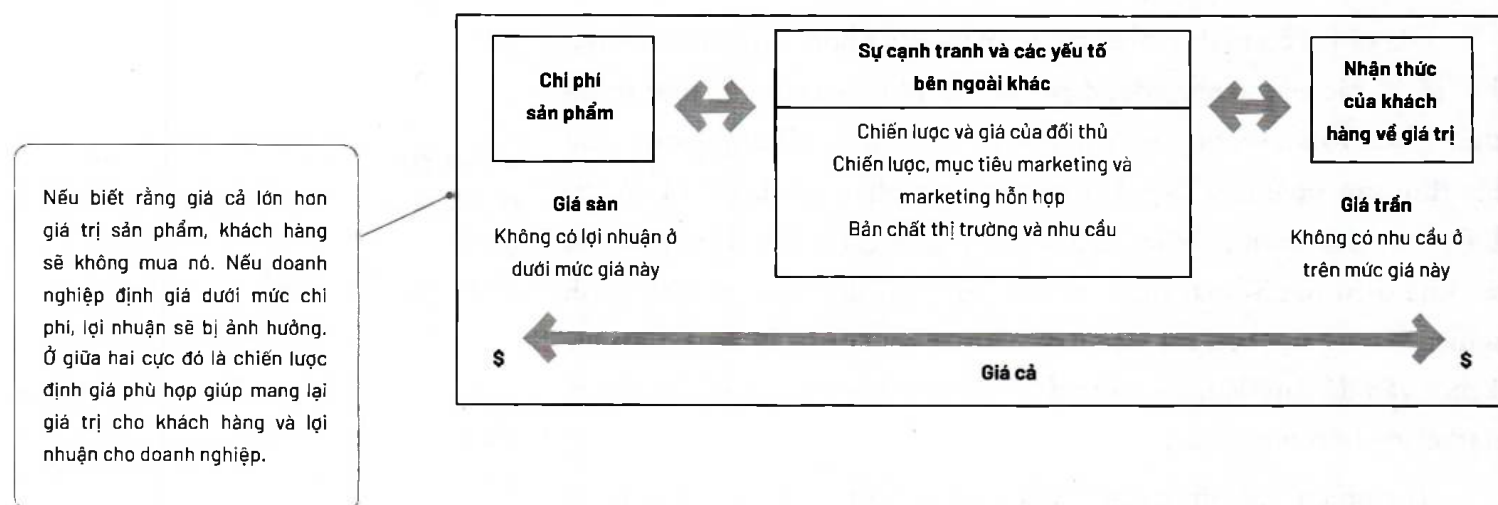 Nếu biết rằng giá cả lớn hơn
giá trị sản phẩm, khách hàng
sẽ không mua nó. Nếu doanh
nghiệp định giá dưới mức chi
phí, lợi nhuận sẽ bị ảnh hưởng.
Ở giữa hai cực đó là chiến lược
định giá phù hợp giúp mang lại
giá trị cho khách hàng và lợi
nhuận cho doanh nghiệp.
Chi phí
sản phẩm
Giá sàn
Không có lợi nhuận ở
dưới mức giá này
Sự cạnh tranh và các yếu tố
bên ngoài khác
Chiến lược và giá của đối thủ
Chiến lược, mục tiêu marketing và
marketing hỗn hợp
Bản chất thị trường và nhu cầu
Nhận thức
của khách
hàng về giá trị
Giá trần
Không có nhu cầu ở
trên mức giá này
$
Giá cả
$